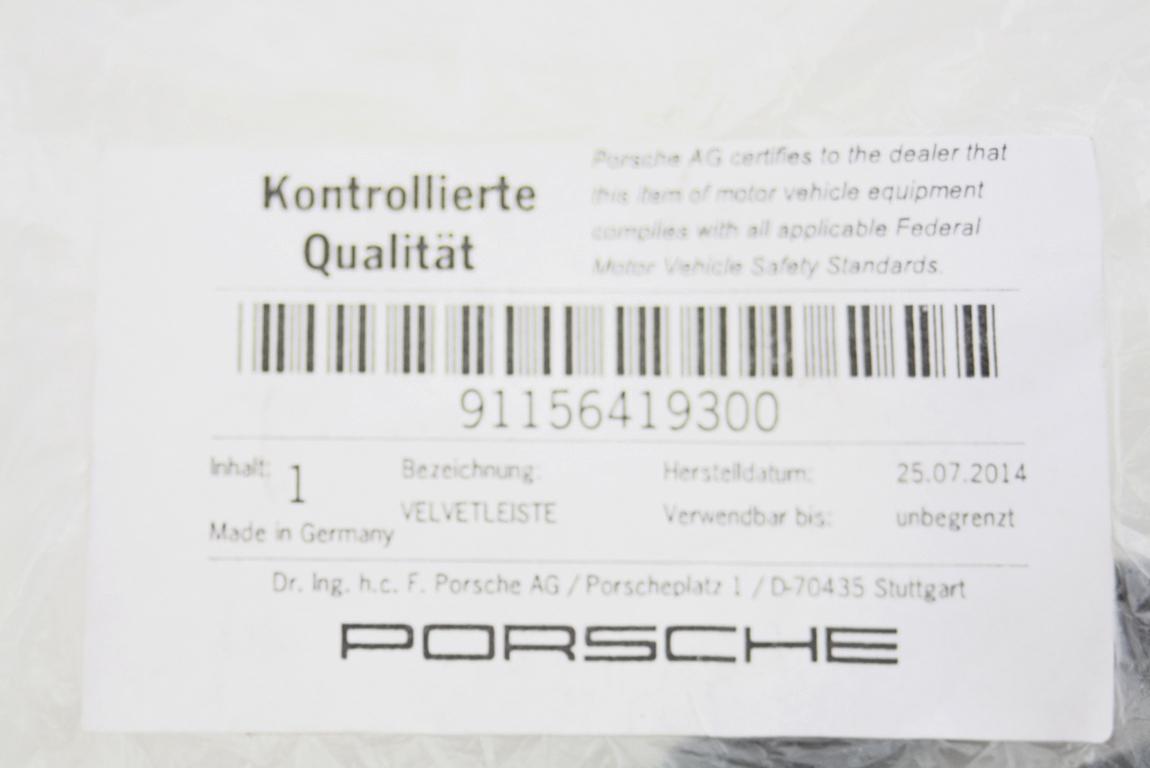 Kontrollierte
Qualität
Porsche AG certifies to the dealer that
this item of motor vehicle equipment
complies with all applicable Federal
Motor Vehicle Safety Standards.
91156419300
Inhalt: 1
Made in Germany
Bezeichnung:
VELVETLEISTE
Herstelldatum: 25.07.2014
Verwendbar bis: unbegrenzt
Dr. Ing. h.c. F. Porsche AG / Porscheplatz 1 / D-70435 Stuttgart
PORSCHE